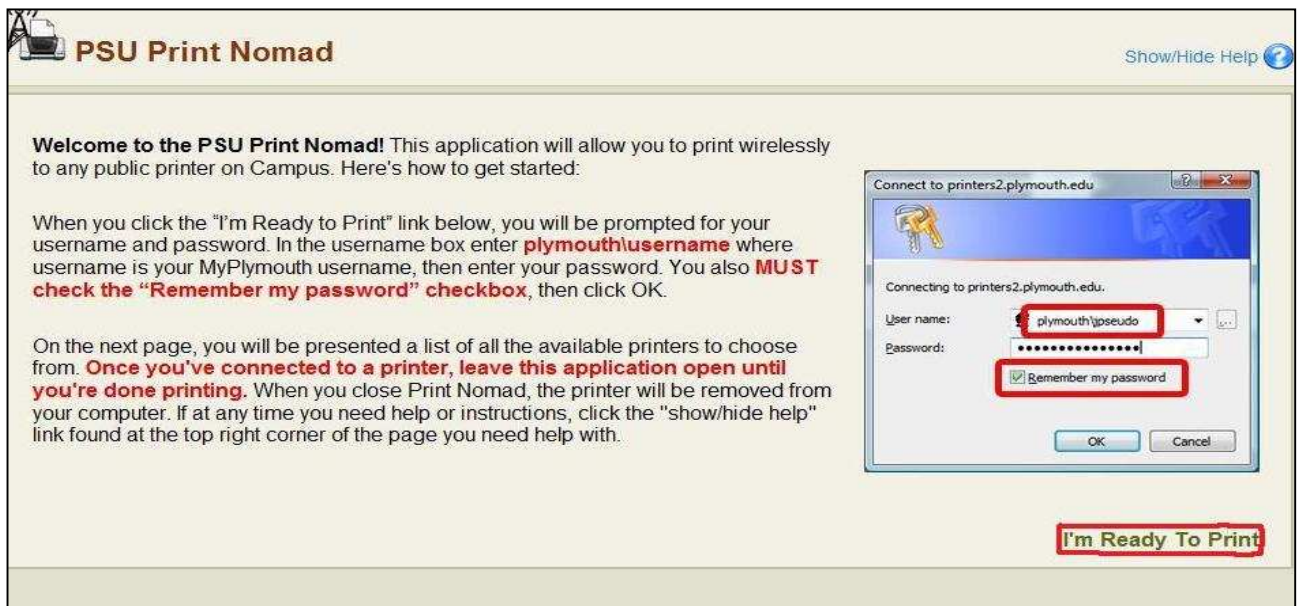 PSU Print Nomad
Show/Hide Help ?
Welcome to the PSU Print Nomad! This application will allow you to print wirelessly
to any public printer on Campus. Here's how to get started:
When you click the "I'm Ready to Print" link below, you will be prompted for your
username and password. In the username box enter plymouth\username where
username is your MyPlymouth username, then enter your password. You also MUST
check the “Remember my password” checkbox, then click OK.
On the next page, you will be presented a list of all the available printers to choose
from. Once you've connected to a printer, leave this application open until
you're done printing. When you close Print Nomad, the printer will be removed from
your computer. If at any time you need help or instructions, click the "show/hide help"
link found at the top right corner of the page you need help with.
Connect to printers2.plymouth.edu
Connecting to printers2.plymouth.edu.
User name: plymouth\jpseudo
Password:
Remember my password
OK Cancel
I'm Ready To Print